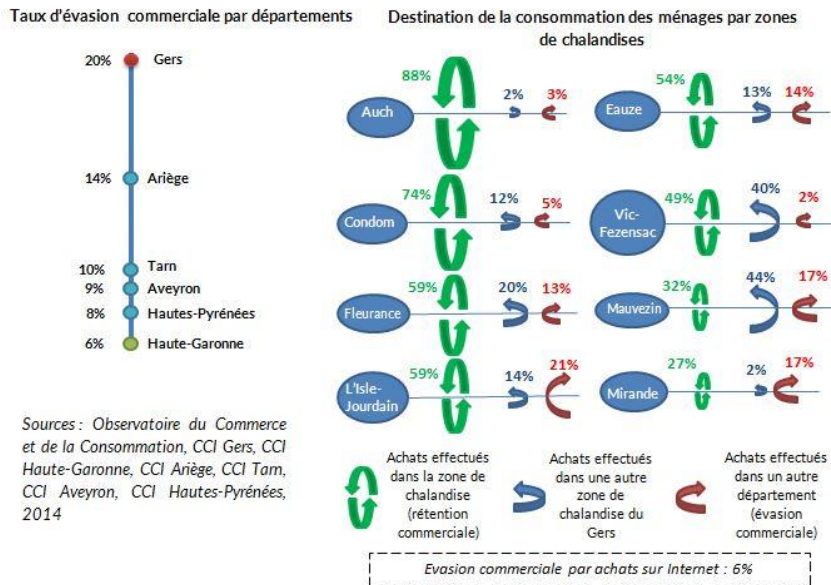 Taux d'évasion commerciale par départements
20% Gers
14% Ariège
10% Tarn
9% Aveyron
8% Hautes-Pyrénées
6% Haute-Garonne
Sources : Observatoire du Commerce
et de la Consommation, CCI Gers, CCI
Haute-Garonne, CCI Ariège, CCI Tarn,
CCI Aveyron, CCI Hautes-Pyrénées,
2014
Destination de la consommation des ménages par zones
de chalandises
88%
2% 3%
Auch
54%
13% 14%
Eauze
74%
12% 5%
Condom
49% 40% 2%
Vic-
Fezensac
59% 20% 13%
Fleurance
32% 44% 17%
Mauvezin
59% 14% 21%
L'Isle-
Jourdain
27% 2% 17%
Mirande
Achats effectués
dans la zone de
chalandise
(rétention
commerciale)
Achats effectués
dans une autre
zone de
chalandise du
Gers
Achats effectués
dans un autre
département
(évasion
commerciale)
Evasion commerciale par achats sur Internet : 6%